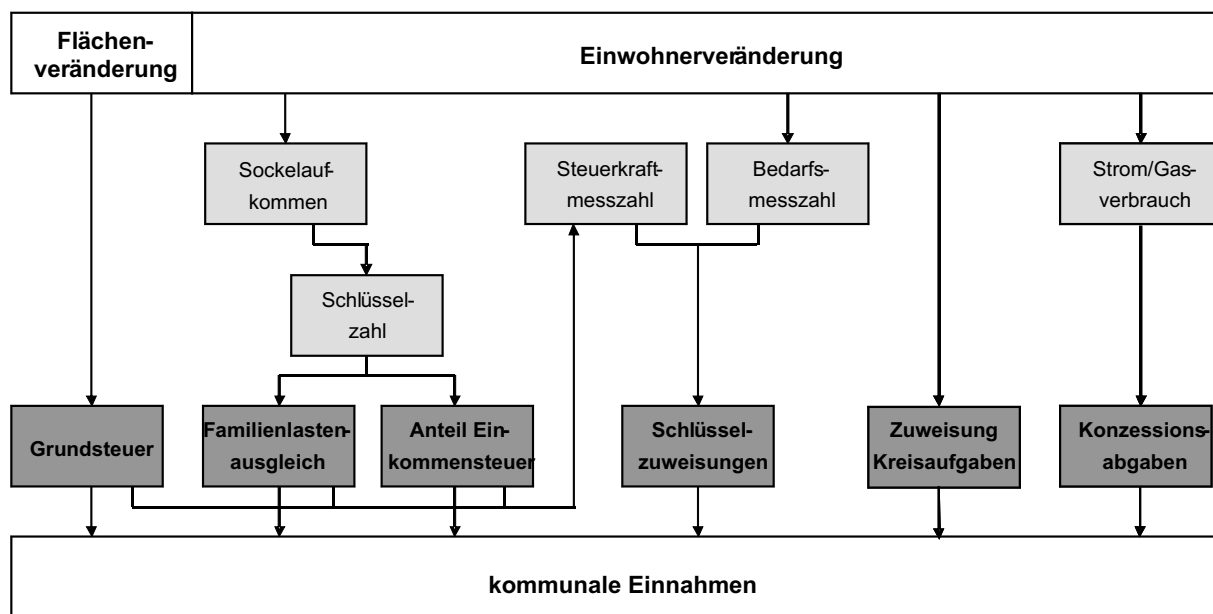 Flächen-
veränderung
Einwohnerveränderung
Sockelauf-
kommen
Steuerkraft-
messzahl
Bedarfs-
messzahl
Strom/Gas-
verbrauch
Schlüssel-
zahl
Grundsteuer
Familienlasten-
ausgleich
Anteil Ein-
kommensteuer
Schlüssel-
zuweisungen
Zuweisung
Kreisaufgaben
Konzessions-
abgaben
kommunale Einnahmen